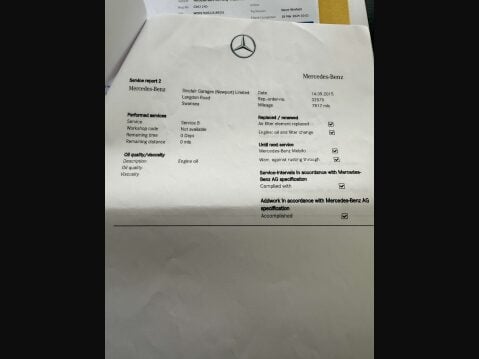 Mercedes-Benz
Service report 2
Mercedes-Benz
Sinclair Garages (Newport) Limited
Langdon Road
Swansea
Date 14.09.2015
Mileage 7812 mls
Performed services
Service Service B
Workshop code Not available
Remaining time 0 Days
Remaining distance 0 mls
Replaced / renewed
Air filter element replaced
Engine: oil and filter change
Until next service
Mercedes-Benz Mobilo
Warr. against rusting through
Oil quality/viscosity
Description Engine oil
Oil quality:
Viscosity
Service-intervals in accordance with Mercedes-
Benz AG specification
Complied with
Addwork in accordance with Mercedes-Benz AG
specification
Accomplished